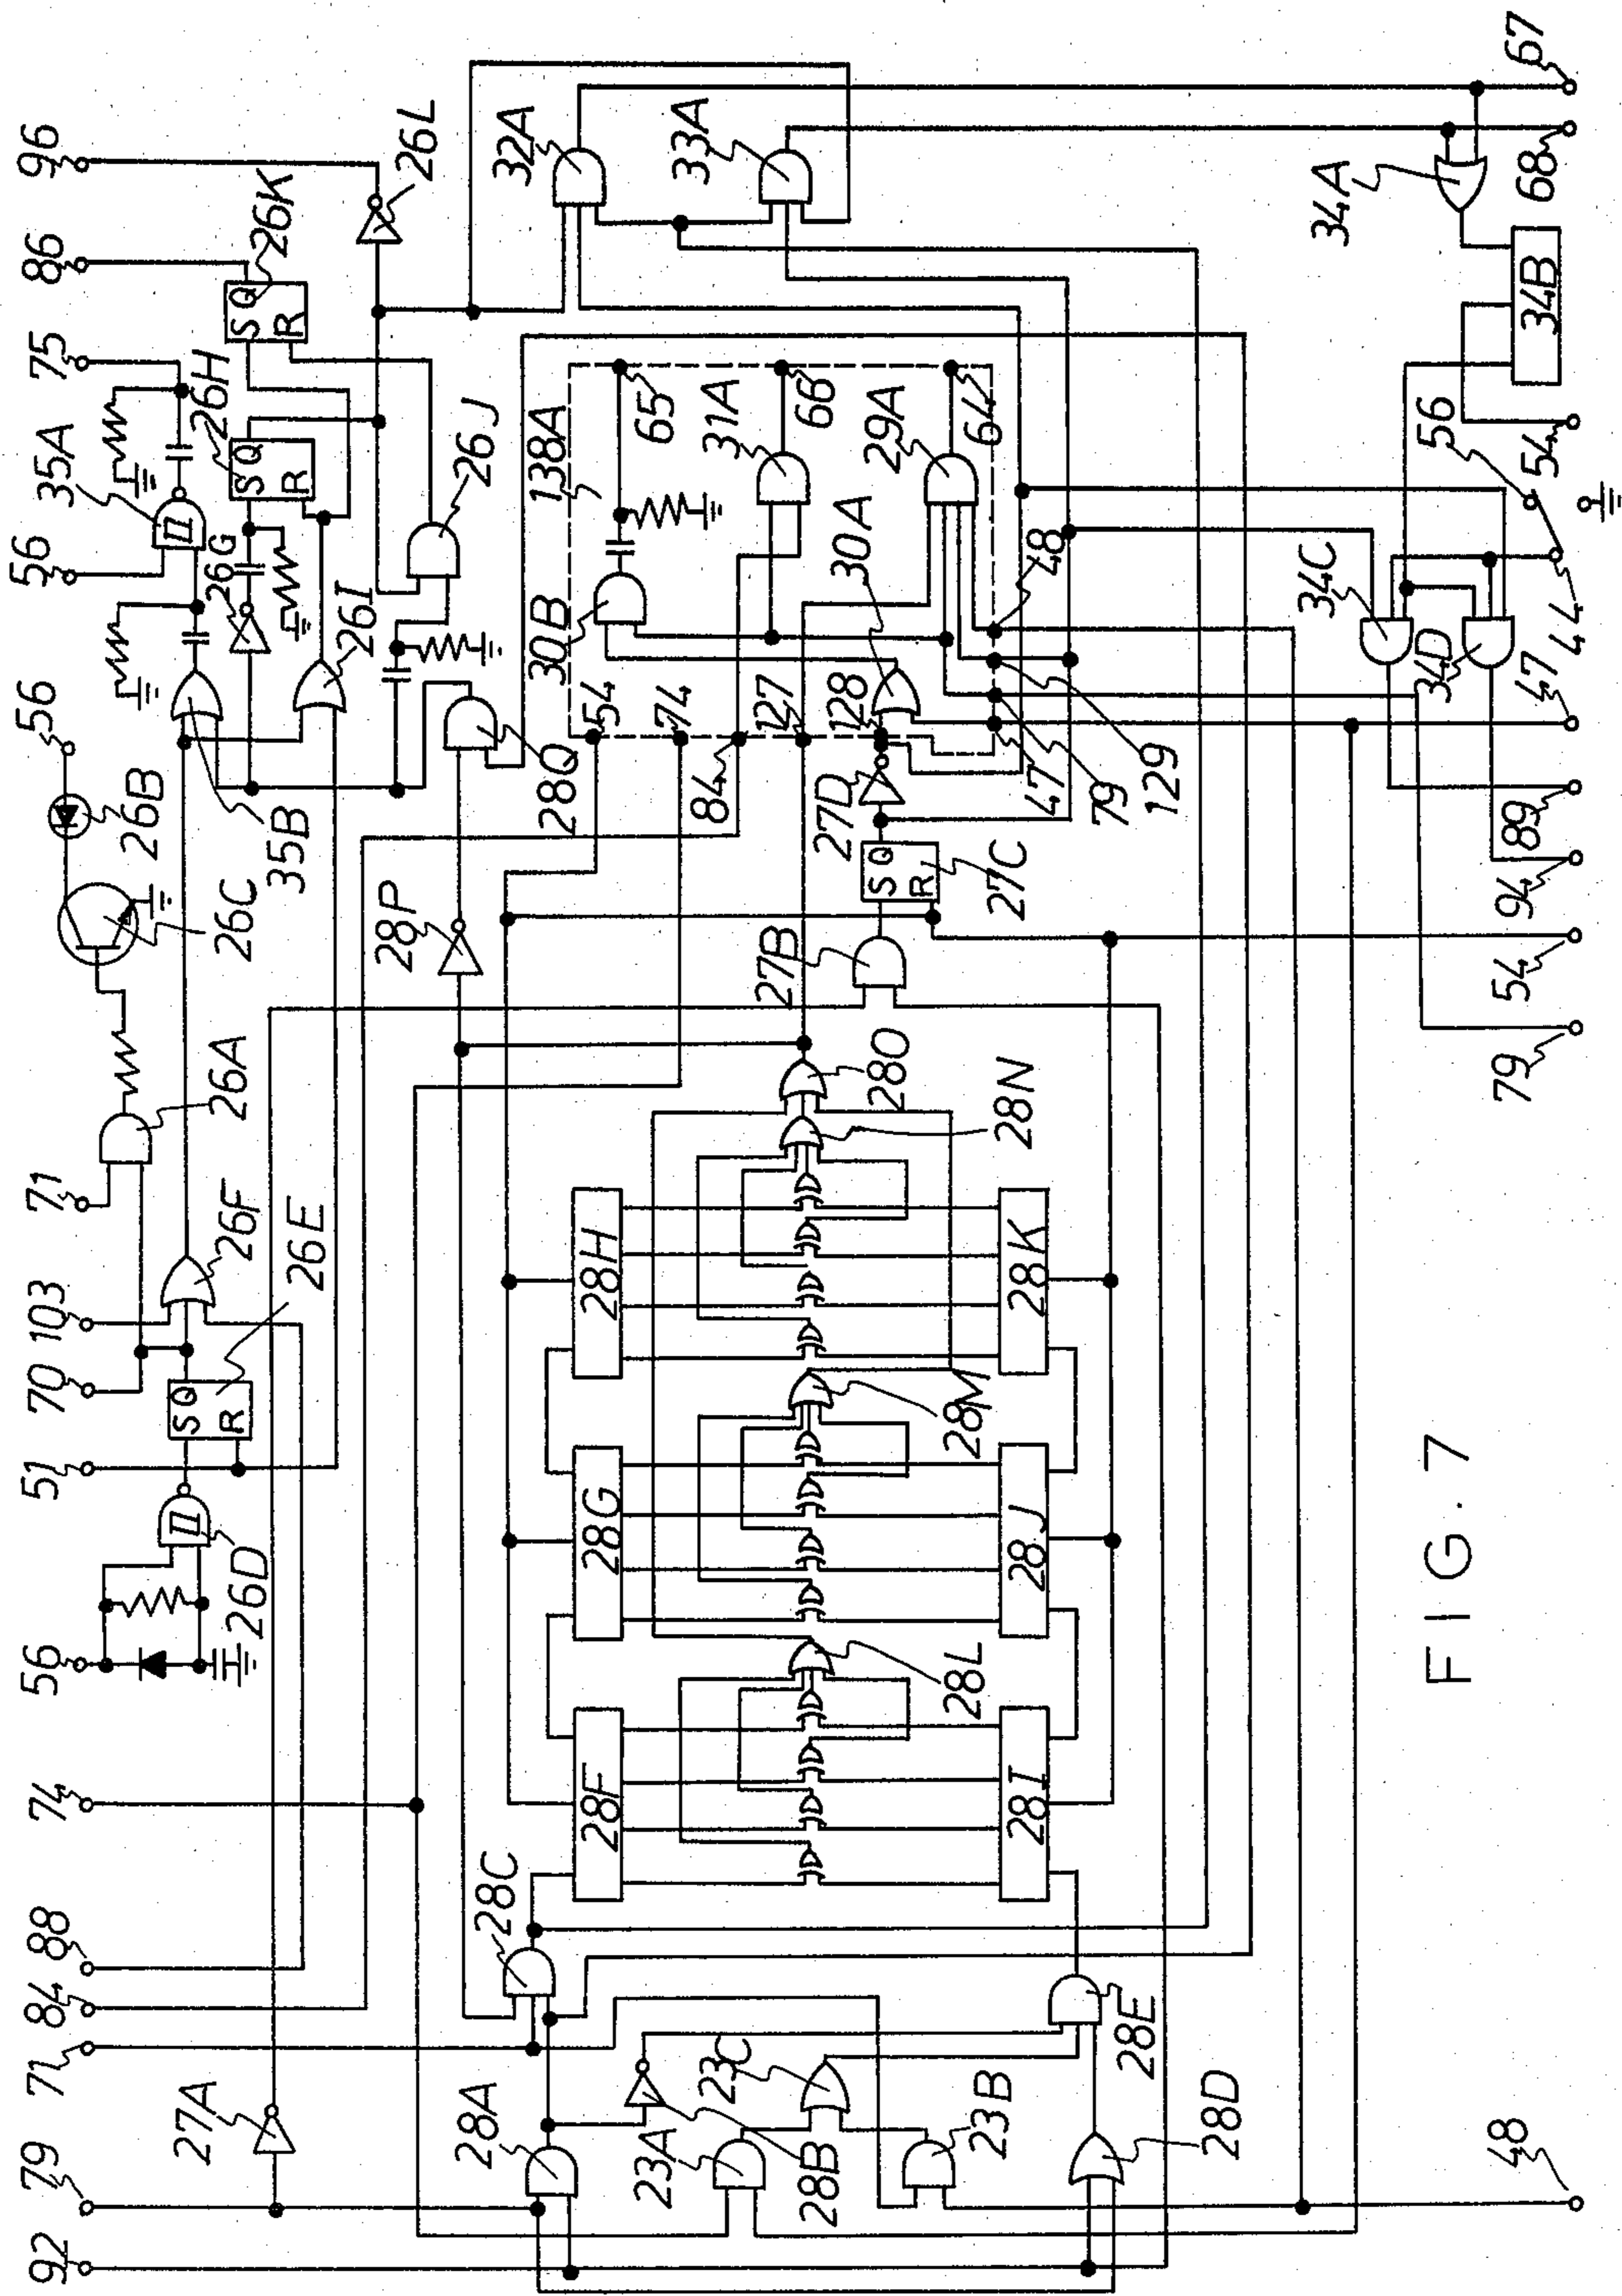 92
79
71
84
88
74
56
51
70
103
71
56
56
75
86
96
27A
26D
26E
26F
26A
26C
26B
35B
35A
26G
26H
26I
26J
26K
26L
S Q
R
S Q
R
S Q
R
28A
28C
28P
28Q
30B
138A
54
74
84
127
128
65
66
64
31A
29A
30A
32A
33A
23A
28B
23C
23B
28D
28E
28F
28G
28H
28I
28J
28K
28L
28M
28N
28O
27B
27C
27D
S Q
R
47
79
129
48
34C
34D
34A
34B
48
79
54
94
89
47
44
56
54
68
67
FIG. 7